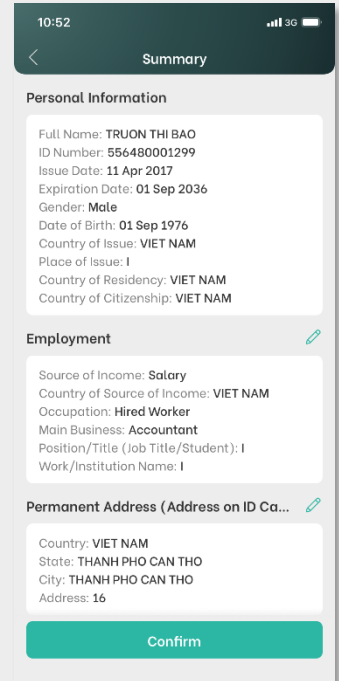 10:52
3G
Summary
Personal Information
Full Name: TRUON THI BAO
ID Number: 556480001299
Issue Date: 11 Apr 2017
Expiration Date: 01 Sep 2036
Gender: Male
Date of Birth: 01 Sep 1976
Country of Issue: VIET NAM
Place of Issue: I
Country of Residency: VIET NAM
Country of Citizenship: VIET NAM
Employment
Source of Income: Salary
Country of Source of Income: VIET NAM
Occupation: Hired Worker
Main Business: Accountant
Position/Title (Job Title/Student): I
Work/Institution Name: I
Permanent Address (Address on ID Ca...
Country: VIET NAM
State: THANH PHO CAN THO
City: THANH PHO CAN THO
Address: 16
Confirm